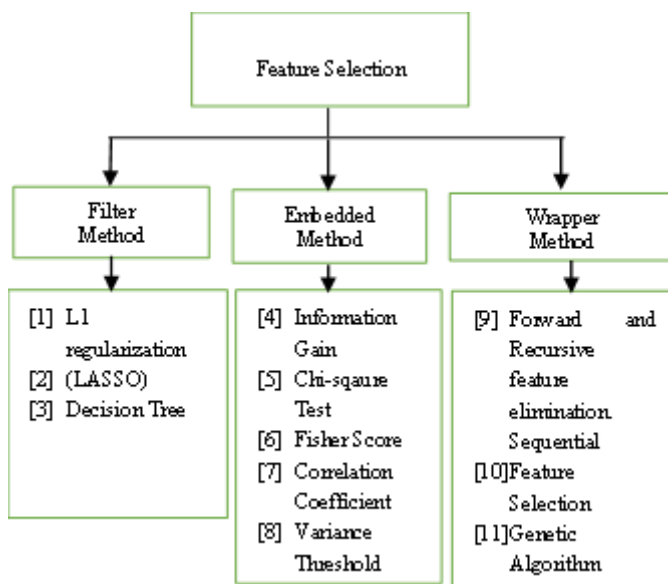 Feature Selection
Filter
Method
Embedded
Method
Wrapper
Method
[1] L1
regularization
[2] (LASSO)
[3] Decision Tree
[4] Information
Gain
[5] Chi-sqaure
Test
[6] Fisher Score
[7] Correlation
Coefficient
[8] Variance
Threshold
[9] Forward and
Recursive
feature
elimination.
Sequential
[10]Feature
Selection
[11]Genetic
Algorithm